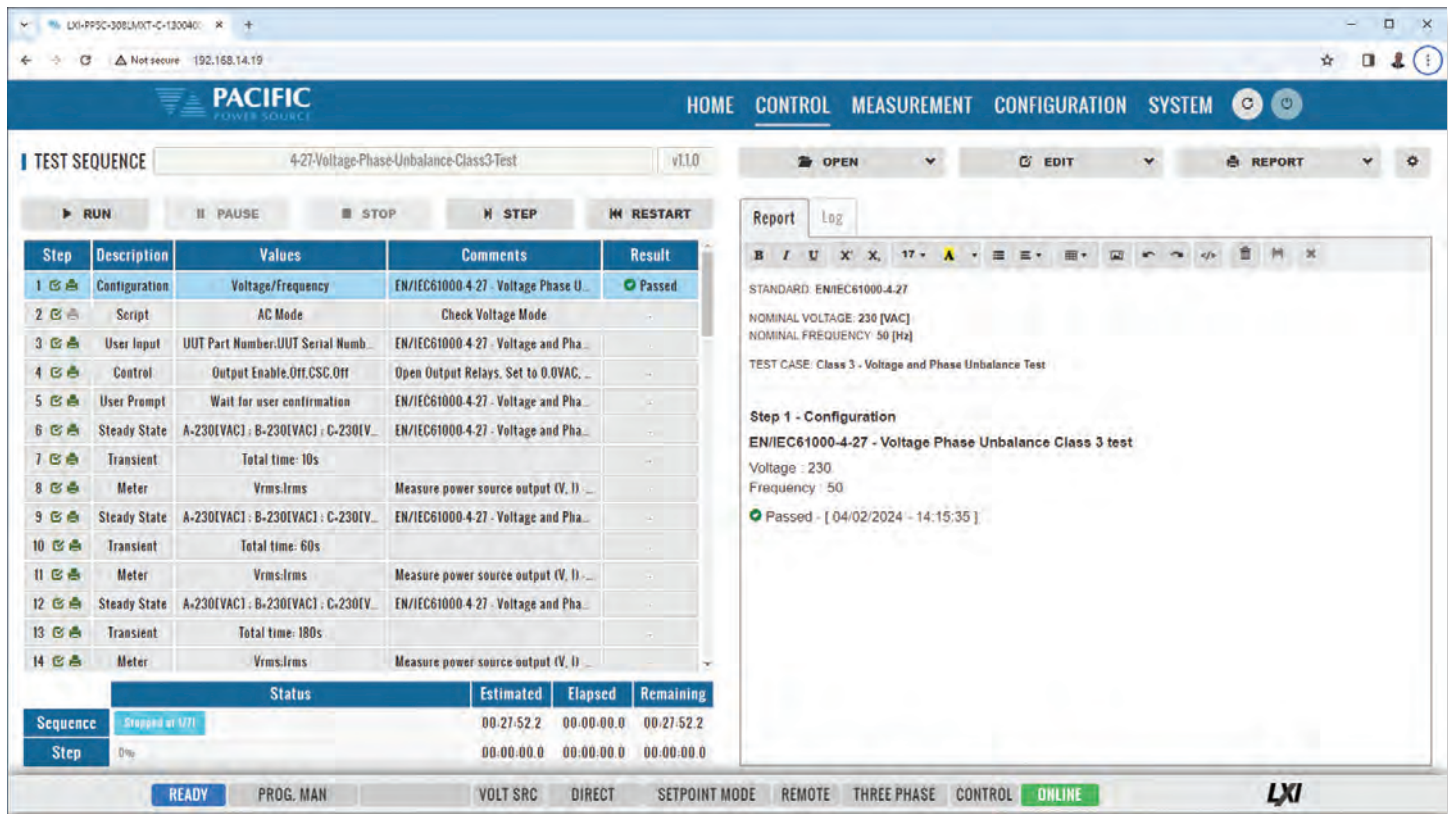 LXI-PPSC-308LMXT-C-130040
Not secure 192.168.14.19
PACIFIC
POWER SOURCE
HOME CONTROL MEASUREMENT CONFIGURATION SYSTEM
TEST SEQUENCE 4-27-Voltage-Phase-Unbalance-Class3-Test v1.1.0
OPEN EDIT REPORT
RUN PAUSE STOP STEP RESTART
Step Description Values Comments Result
1 Configuration Voltage/Frequency EN/IEC61000-4-27 - Voltage Phase U... Passed
2 Script AC Mode Check Voltage Mode -
3 User Input UUT Part Number:UUT Serial Numb... EN/IEC61000-4-27 - Voltage and Pha... -
4 Control Output Enable,Off,CSC,Off Open Output Relays, Set to 0.0VAC, ... -
5 User Prompt Wait for user confirmation EN/IEC61000-4-27 - Voltage and Pha... -
6 Steady State A=230[VAC] ; B=230[VAC] ; C=230[V... EN/IEC61000-4-27 - Voltage and Pha... -
7 Transient Total time: 10s -
8 Meter Vrms:Irms Measure power source output (V, I) -... -
9 Steady State A=230[VAC] ; B=230[VAC] ; C=230[V... EN/IEC61000-4-27 - Voltage and Pha... -
10 Transient Total time: 60s -
11 Meter Vrms:Irms Measure power source output (V, I) -... -
12 Steady State A=230[VAC] ; B=230[VAC] ; C=230[V... EN/IEC61000-4-27 - Voltage and Pha... -
13 Transient Total time: 180s -
14 Meter Vrms:Irms Measure power source output (V, I) ... -
Status Estimated Elapsed Remaining
Sequence Stopped at 1/71 00:27:52.2 00:00:00.0 00:27:52.2
Step 0% 00:00:00.0 00:00:00.0 00:00:00.0
Report Log
B I U X X, 17 A </>
STANDARD: EN/IEC61000-4-27
NOMINAL VOLTAGE: 230 [VAC]
NOMINAL FREQUENCY: 50 [Hz]
TEST CASE: Class 3 - Voltage and Phase Unbalance Test
Step 1 - Configuration
EN/IEC61000-4-27 - Voltage Phase Unbalance Class 3 test
Voltage : 230
Frequency : 50
Passed - [ 04/02/2024 - 14:15:35 ]
READY PROG. MAN VOLT SRC DIRECT SETPOINT MODE REMOTE THREE PHASE CONTROL ONLINE LXI